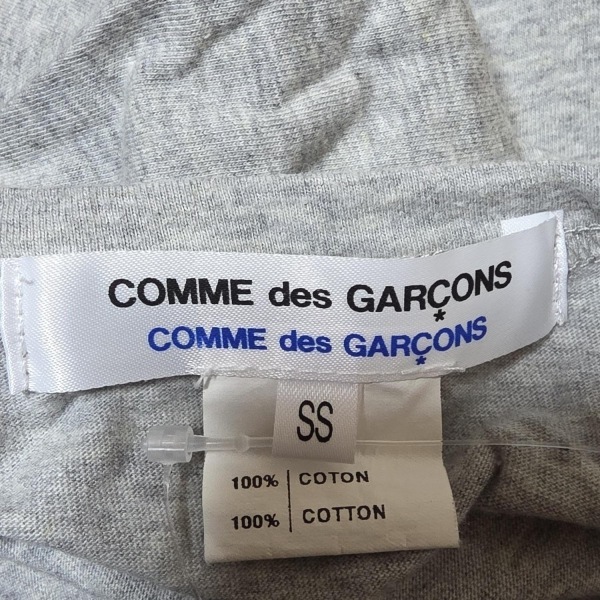 COMME des GARÇONS
*
COMME des GARÇONS
*
SS
100% | COTON
100% | COTTON